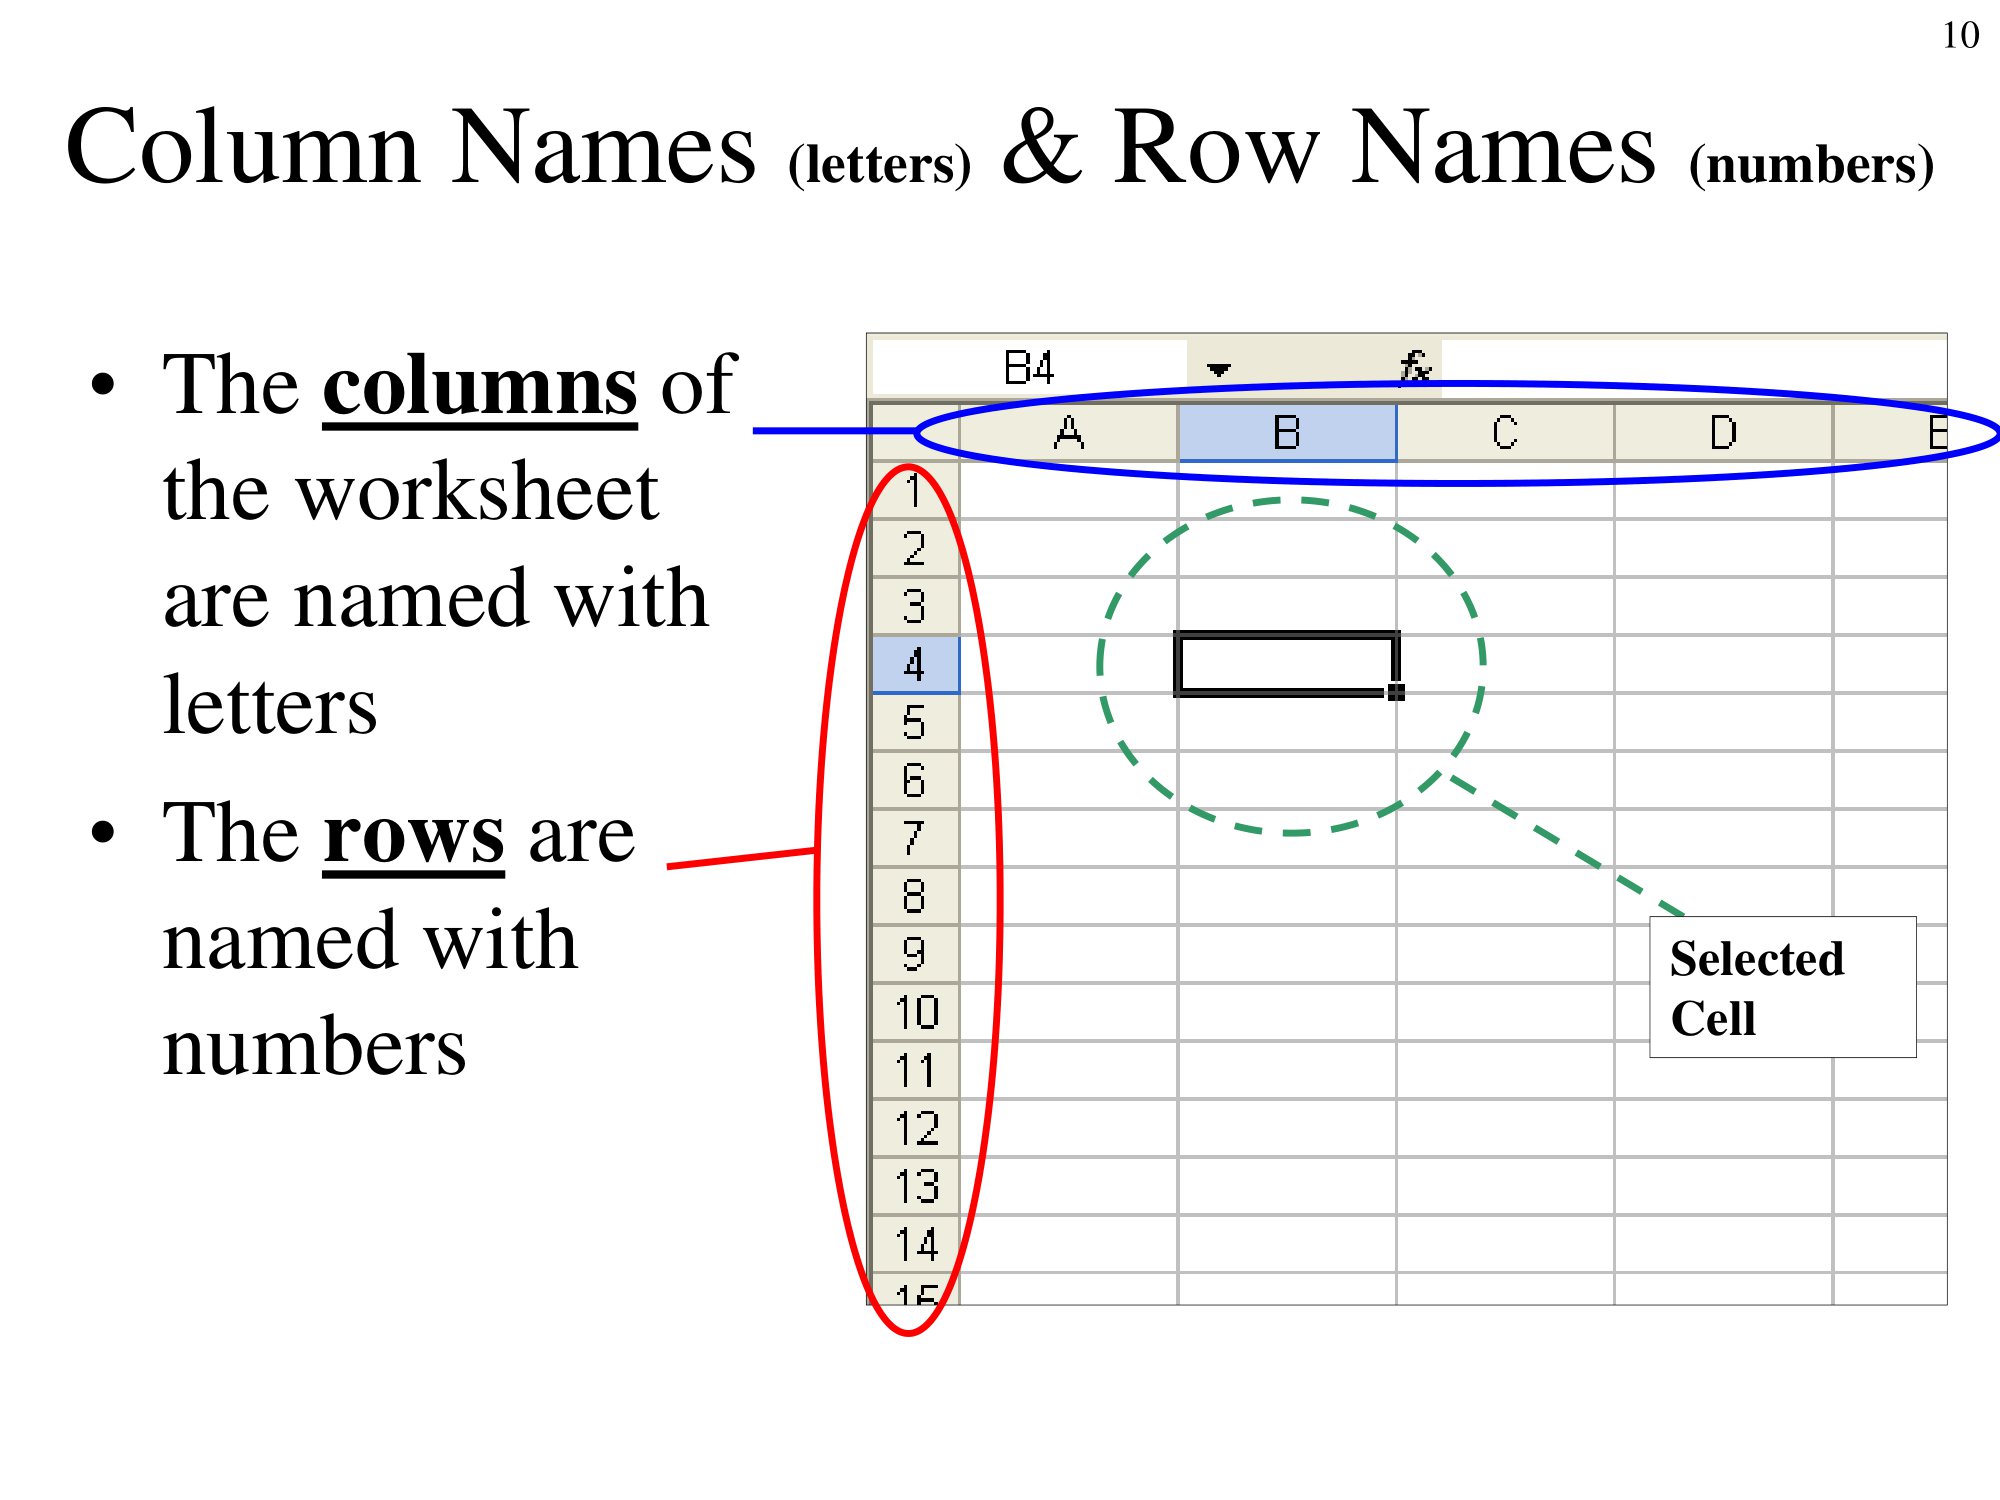 10
Column Names (letters) & Row Names (numbers)
• The columns of
the worksheet
are named with
letters
• The rows are
named with
numbers
B4 fx
A B C D E
1
2
3
4
5
6
7
8
9
10
11
12
13
14
15
Selected
Cell